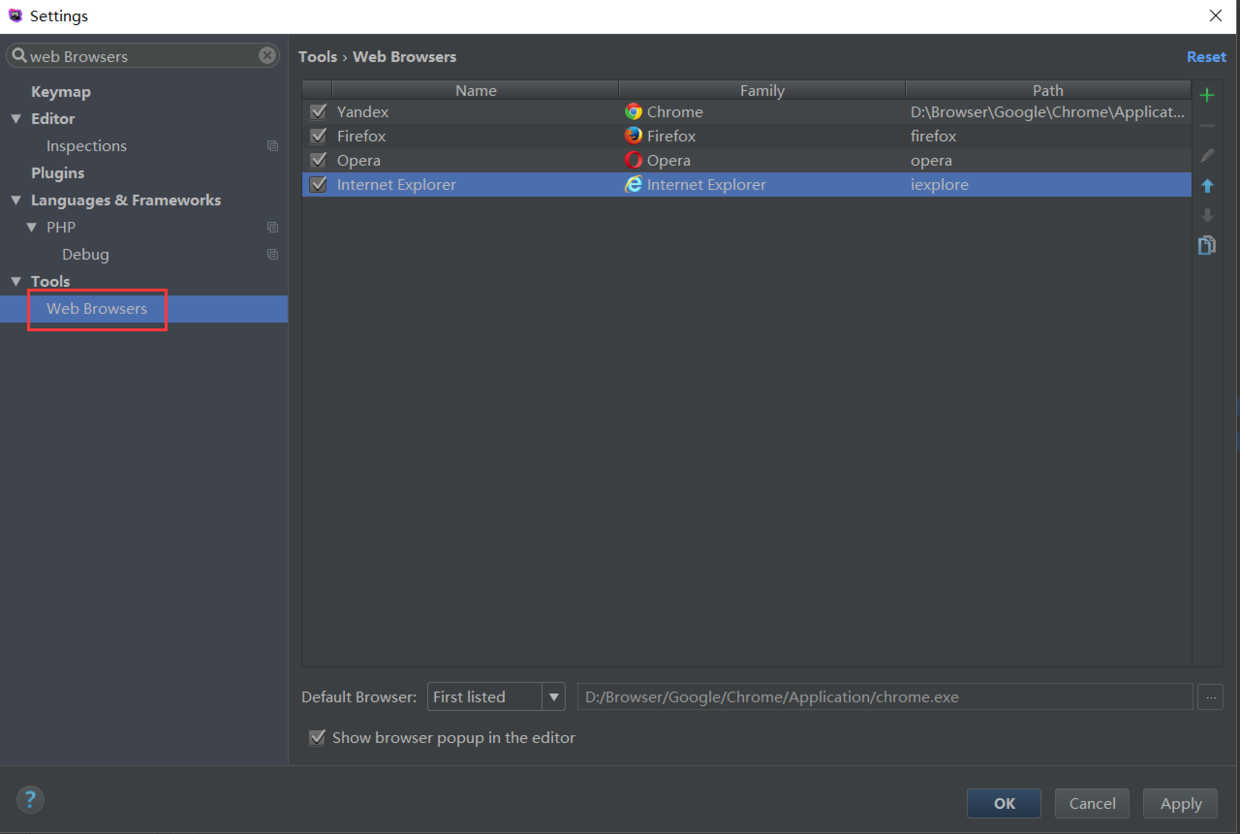 Settings
web Browsers
Keymap
Editor
Inspections
Plugins
Languages & Frameworks
PHP
Debug
Tools
Web Browsers
Tools › Web Browsers
Reset
Name Family Path
Yandex Chrome D:\Browser\Google\Chrome\Applicat...
Firefox Firefox firefox
Opera Opera opera
Internet Explorer Internet Explorer iexplore
Default Browser: First listed D:/Browser/Google/Chrome/Application/chrome.exe ...
Show browser popup in the editor
? OK Cancel Apply